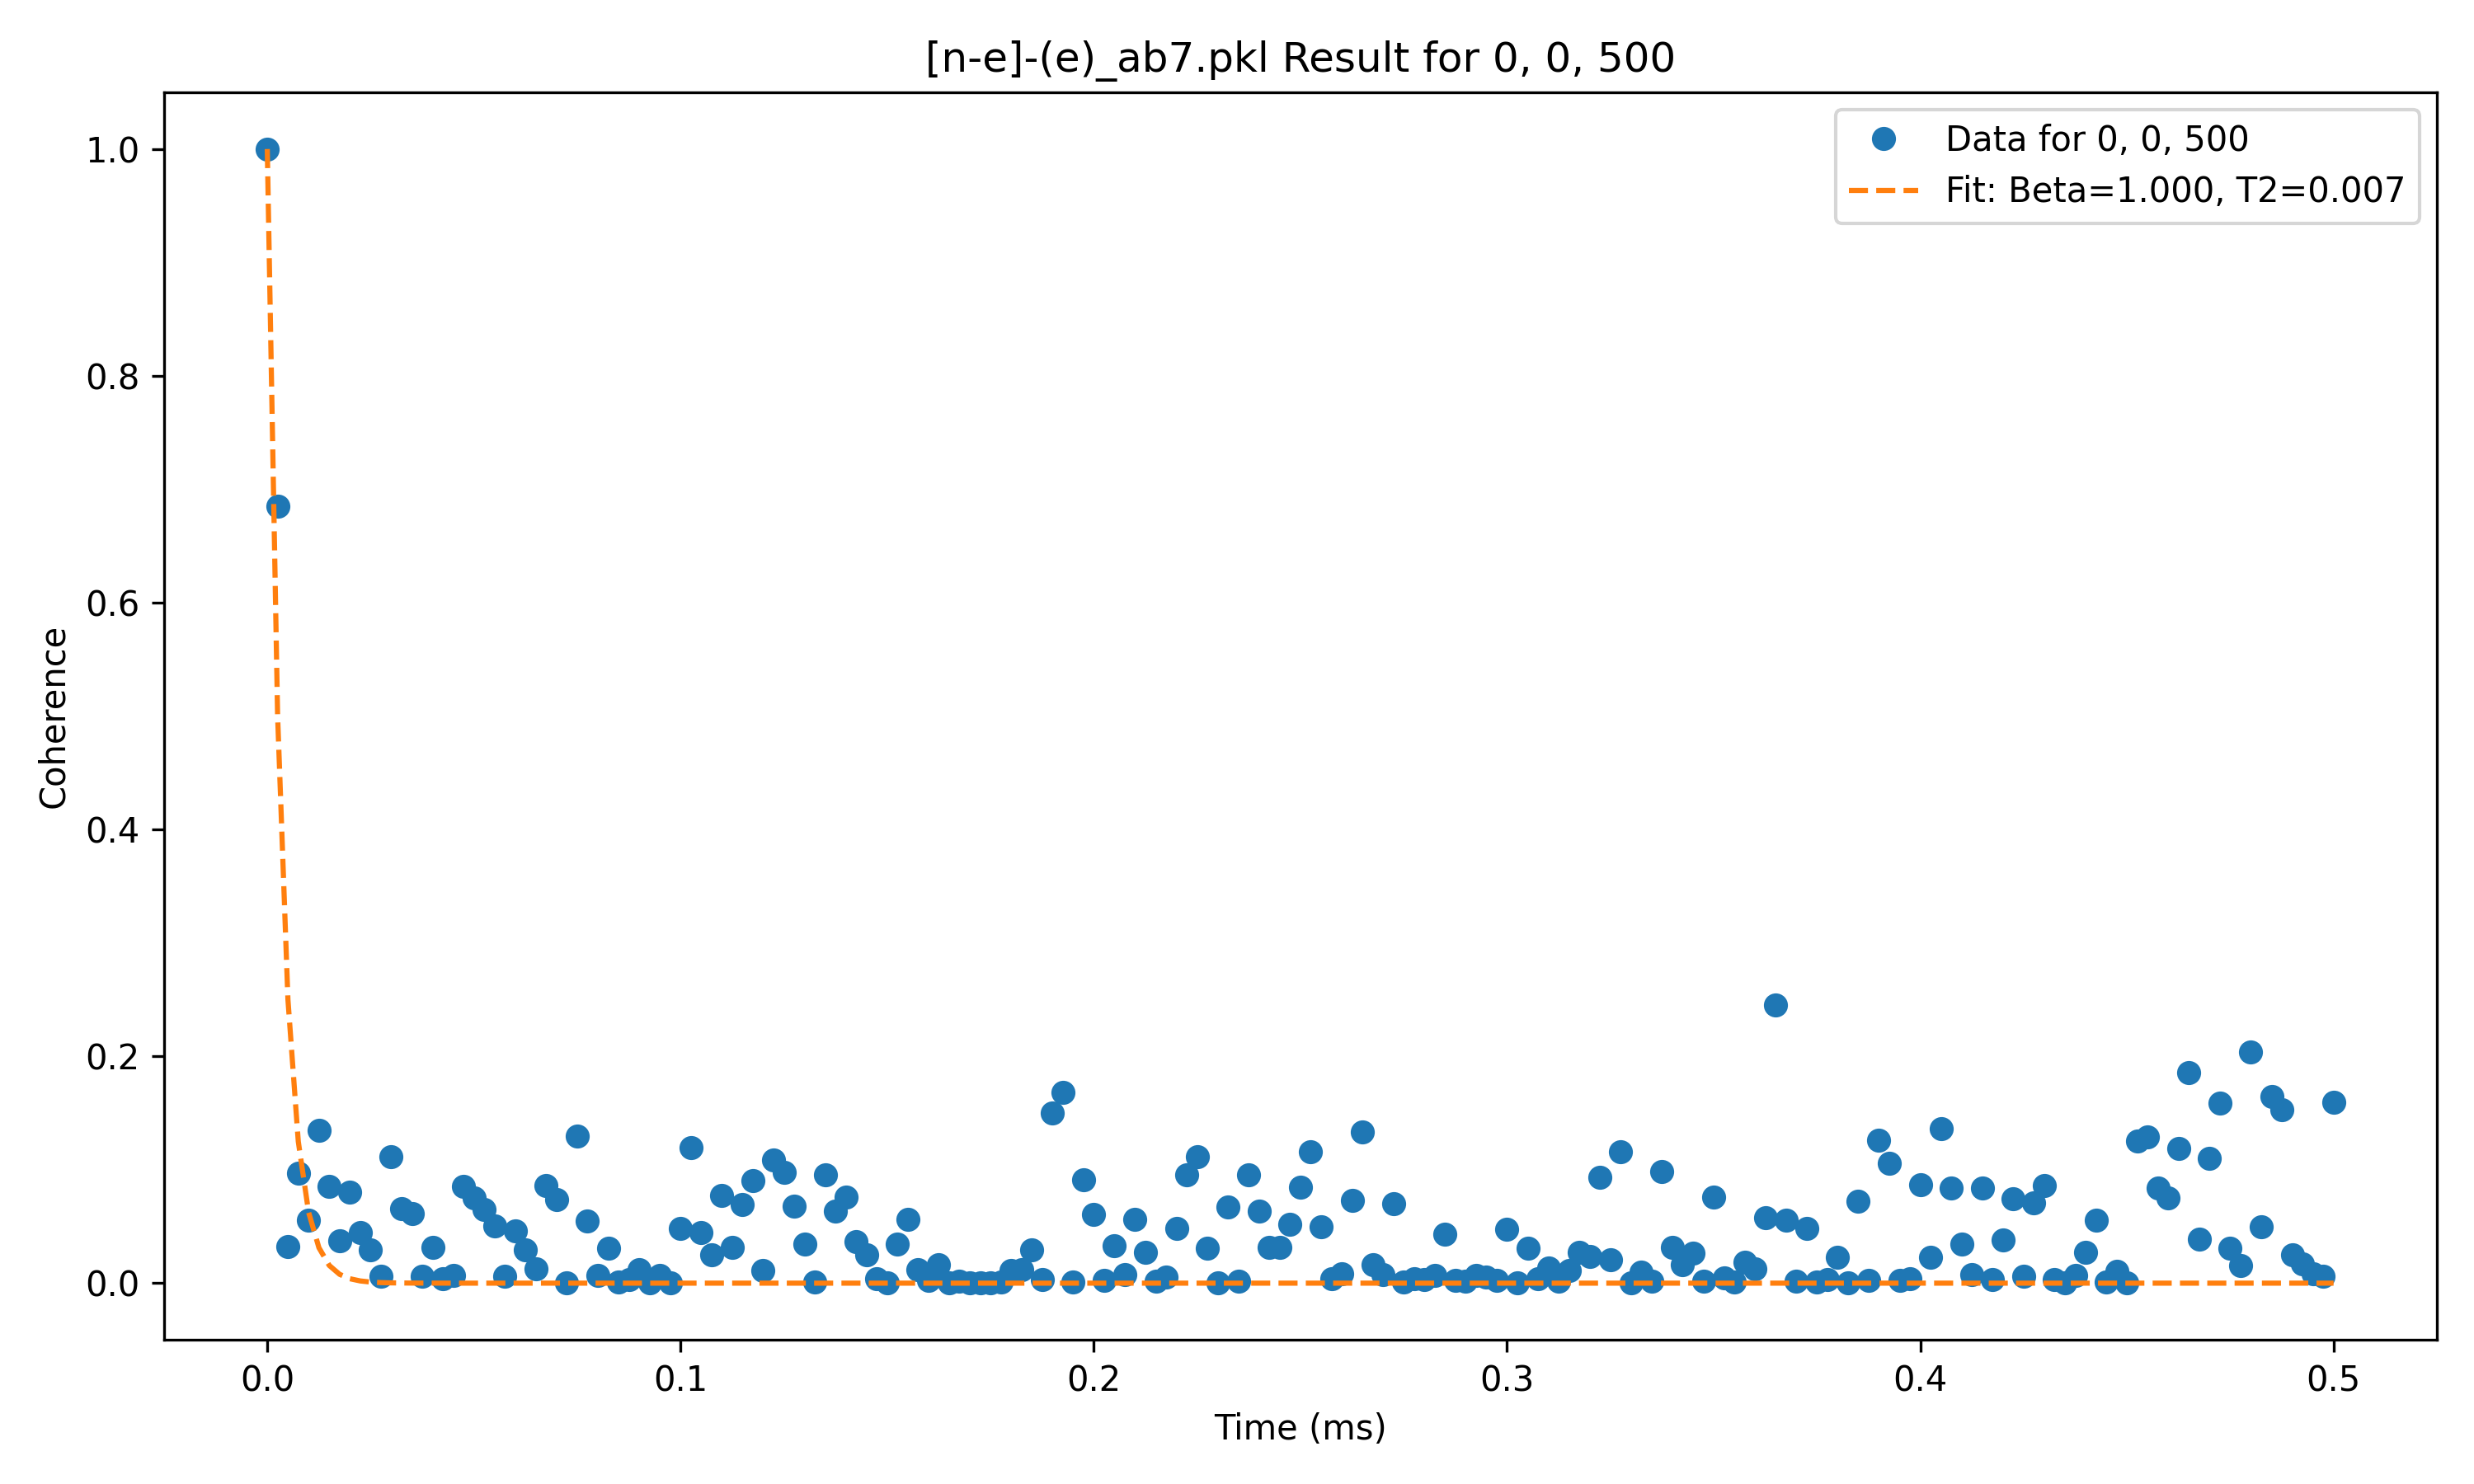 [n-e]-(e)_ab7.pkl Result for 0, 0, 500
Data for 0, 0, 500
Fit: Beta=1.000, T2=0.007
Coherence
1.0
0.8
0.6
0.4
0.2
0.0
0.0 0.1 0.2 0.3 0.4 0.5
Time (ms)